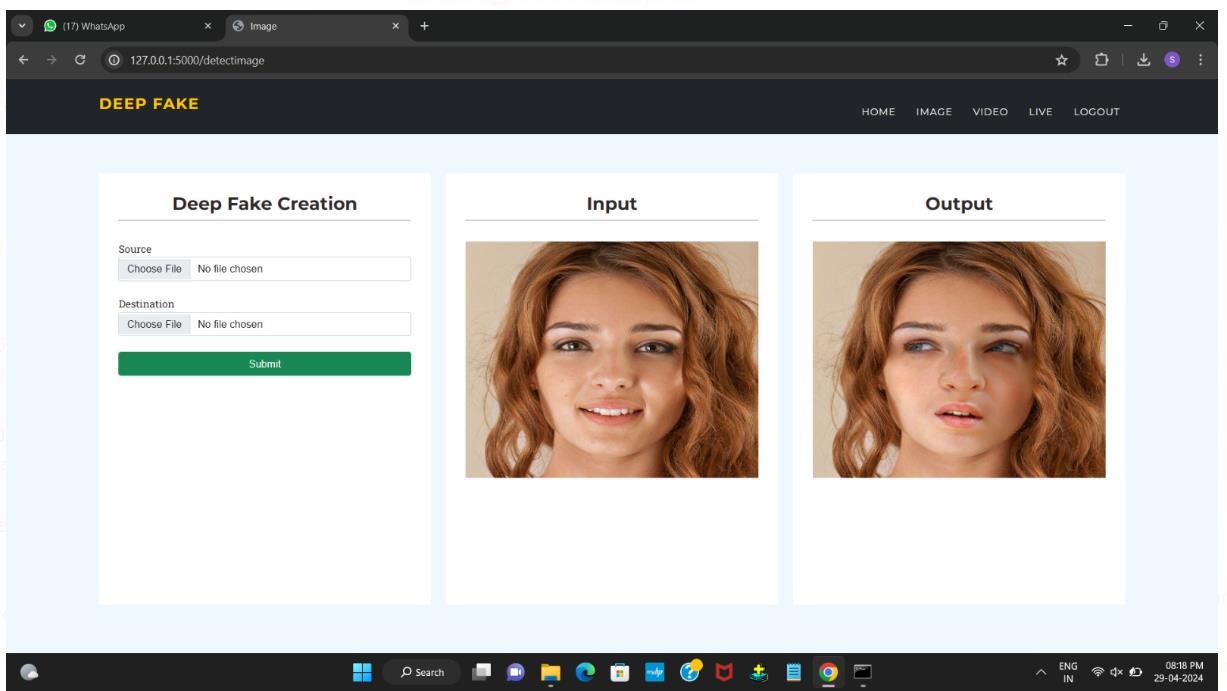 (17) WhatsApp
Image
127.0.0.1:5000/detectimage
S
DEEP FAKE
HOME IMAGE VIDEO LIVE LOGOUT
Deep Fake Creation
Source
Choose File No file chosen
Destination
Choose File No file chosen
Submit
Input
Output
Search
ENG
IN
08:18 PM
29-04-2024